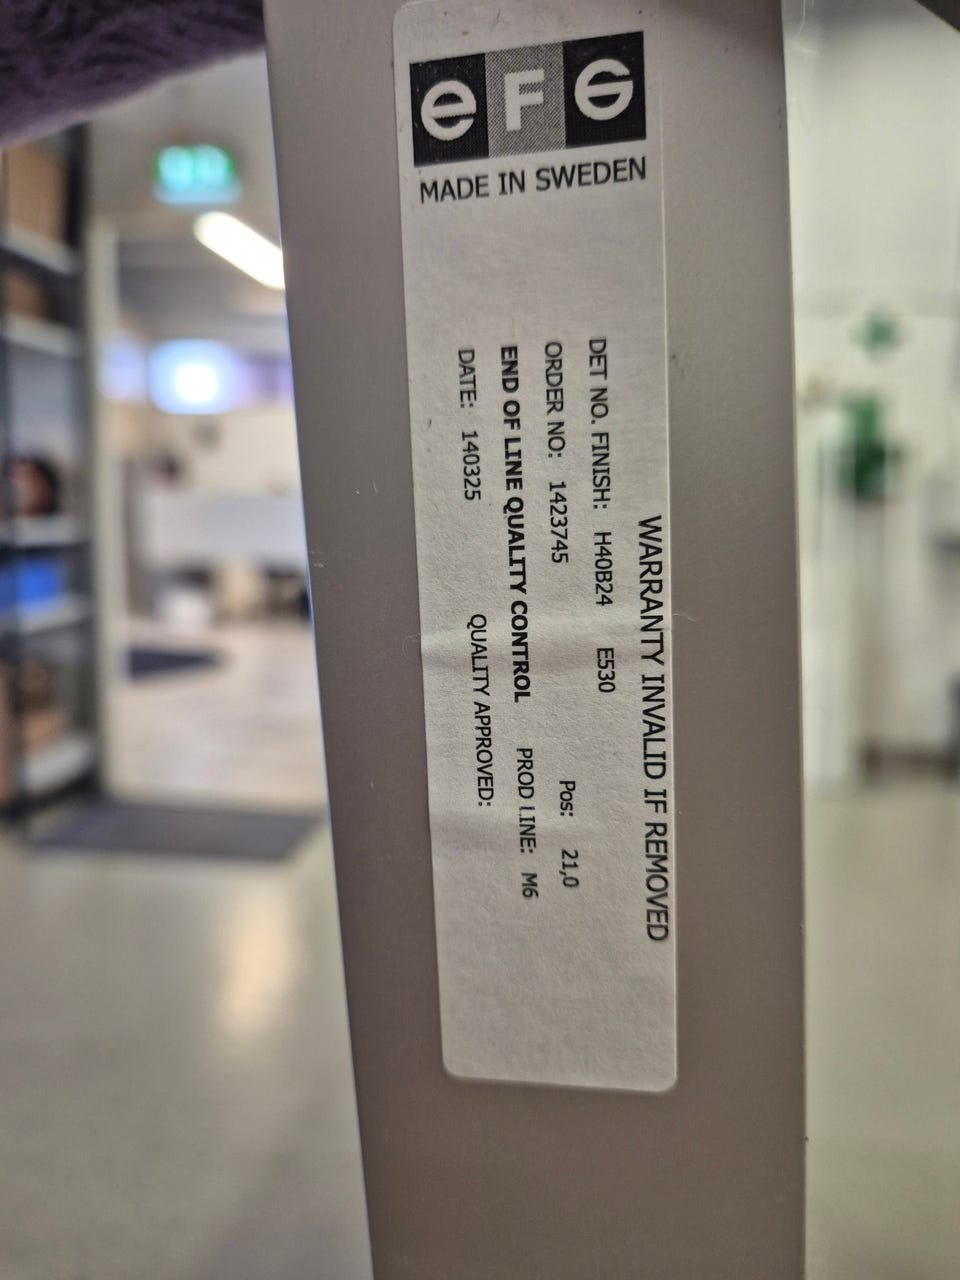 eFG
MADE IN SWEDEN
WARRANTY INVALID IF REMOVED
DET NO. FINISH: H40B24 E530
ORDER NO: 1423745 Pos: 21,0
END OF LINE QUALITY CONTROL PROD LINE: M6
DATE: 140325 QUALITY APPROVED: